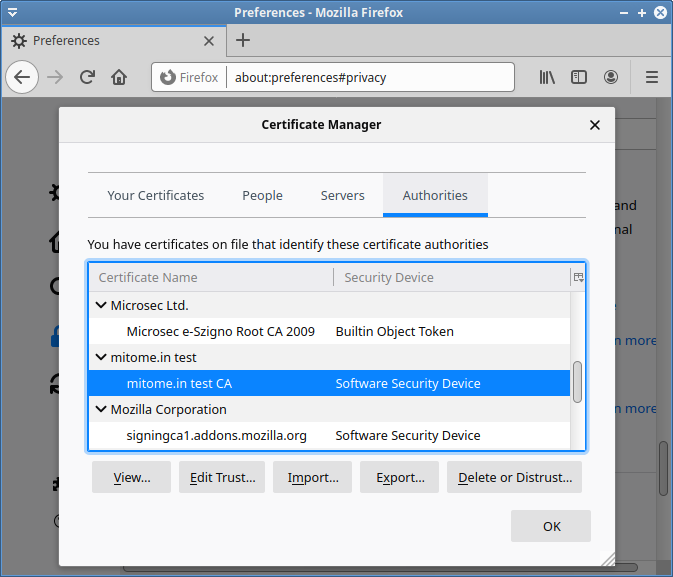 Preferences - Mozilla Firefox
Preferences
Firefox
about:preferences#privacy
Certificate Manager
Your Certificates People Servers Authorities
and
mal
You have certificates on file that identify these certificate authorities
Certificate Name Security Device
Microsec Ltd.
Microsec e-Szigno Root CA 2009 Builtin Object Token
n more
mitome.in test
mitome.in test CA Software Security Device
Mozilla Corporation
n more
signingca1.addons.mozilla.org Software Security Device
View... Edit Trust... Import... Export... Delete or Distrust...
OK